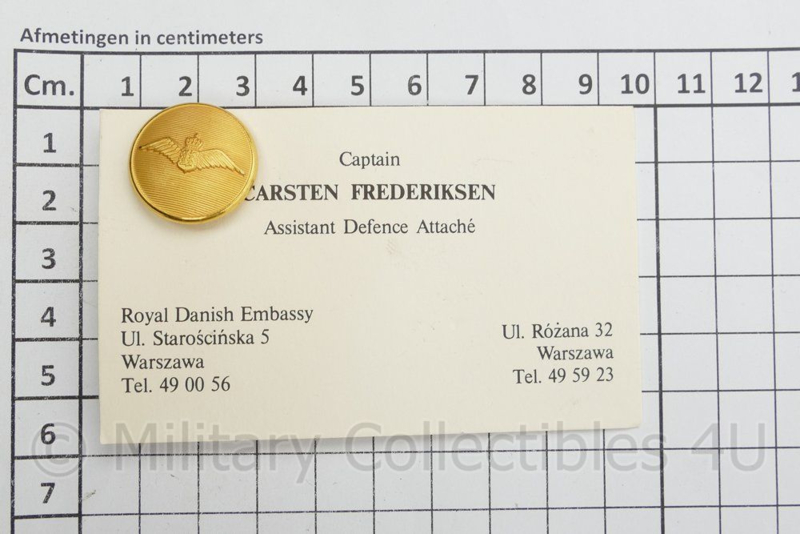 Afmetingen in centimeters
Cm. 1 2 3 4 5 6 7 8 9 10 11 12 1
1
2
3
4
5
6
7
Captain
CARSTEN FREDERIKSEN
Assistant Defence Attaché
Royal Danish Embassy
Ul. Starościńska 5
Warszawa
Tel. 49 00 56
Ul. Różana 32
Warszawa
Tel. 49 59 23
© Military Collectibles 4U